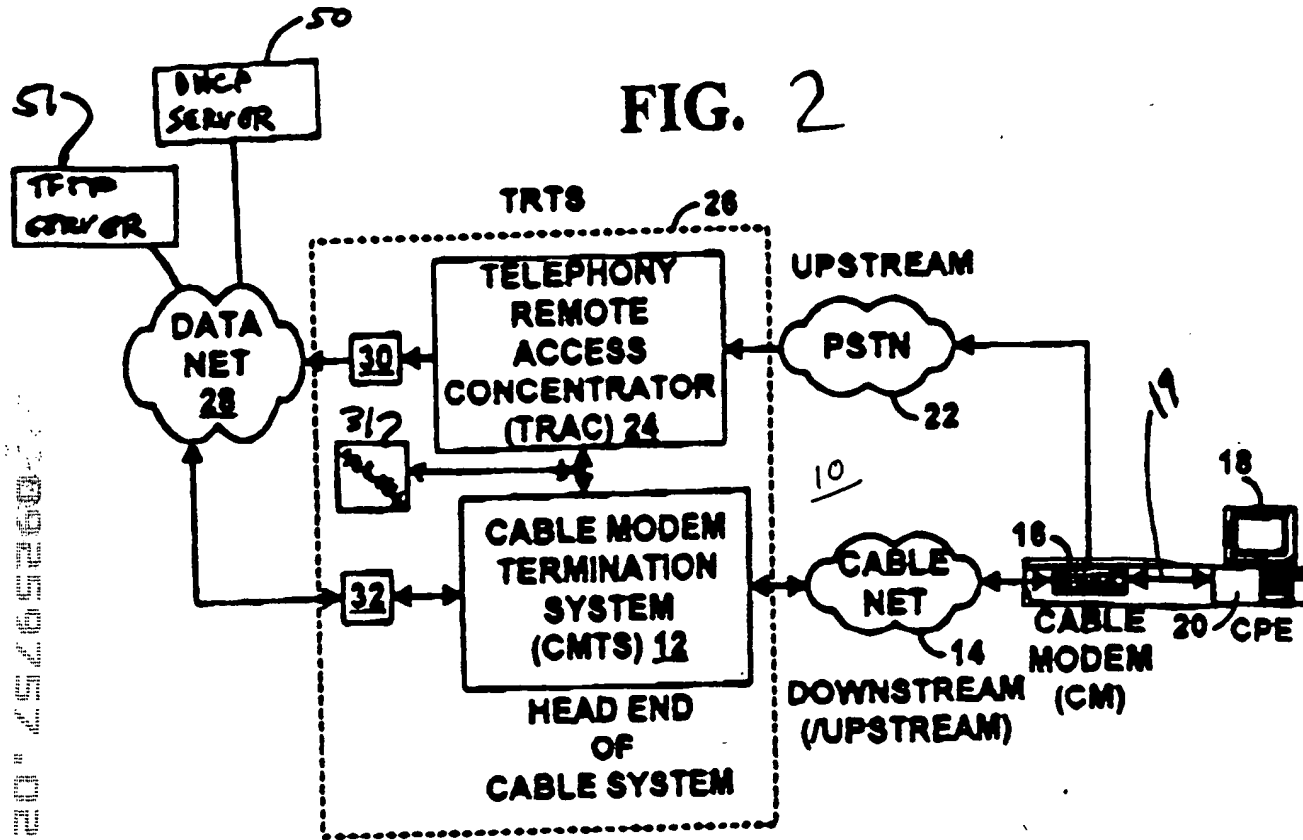 50
DHCP
SERVER
51
TFTP
SERVER
FIG. 2
TRTS
26
UPSTREAM
TELEPHONY
REMOTE
ACCESS
CONCENTRATOR
(TRAC) 24
DATA
NET
28
30
PSTN
22
19
10
18
16
CABLE MODEM
TERMINATION
SYSTEM
(CMTS) 12
32
CABLE
NET
14
20
CPE
CABLE
MODEM
(CM)
DOWNSTREAM
(/UPSTREAM)
HEAD END
OF
CABLE SYSTEM